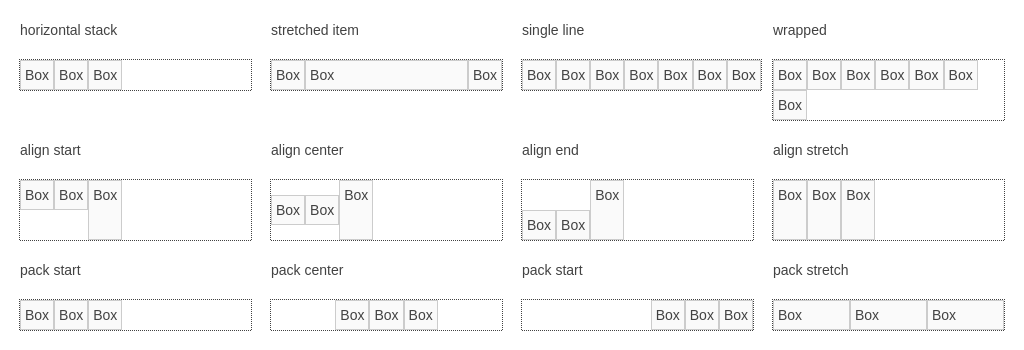 horizontal stack stretched item single line wrapped
Box Box Box Box Box Box Box Box Box Box Box Box Box Box Box Box Box Box Box
Box
align start align center align end align stretch
Box Box Box Box Box Box Box Box Box Box Box Box
pack start pack center pack start pack stretch
Box Box Box Box Box Box Box Box Box Box Box Box